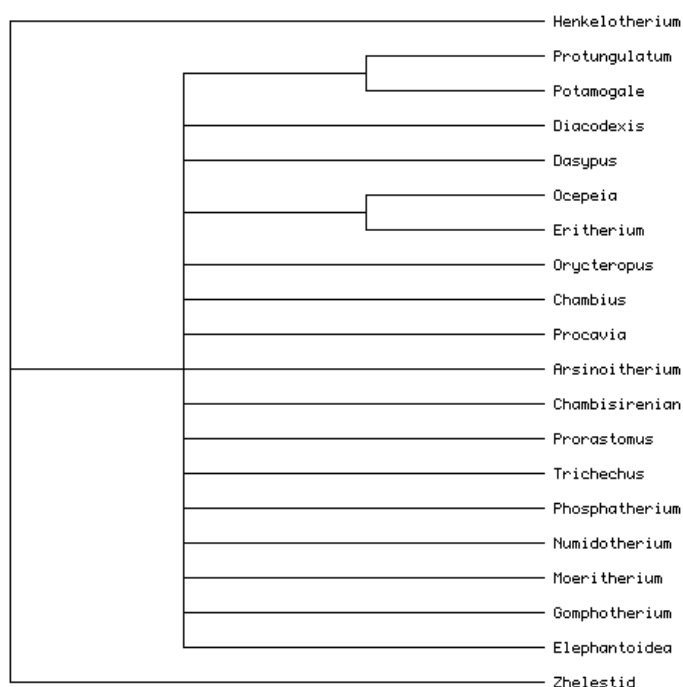 Henkelotherium
Protungulatum
Potamogale
Diacodexis
Dasypus
Ocepeia
Eritherium
Orycteropus
Chambius
Procavia
Arsinoitherium
Chambisirenian
Prorastomus
Trichechus
Phosphatherium
Numidotherium
Moeritherium
Gomphotherium
Elephantoidea
Zhelestid